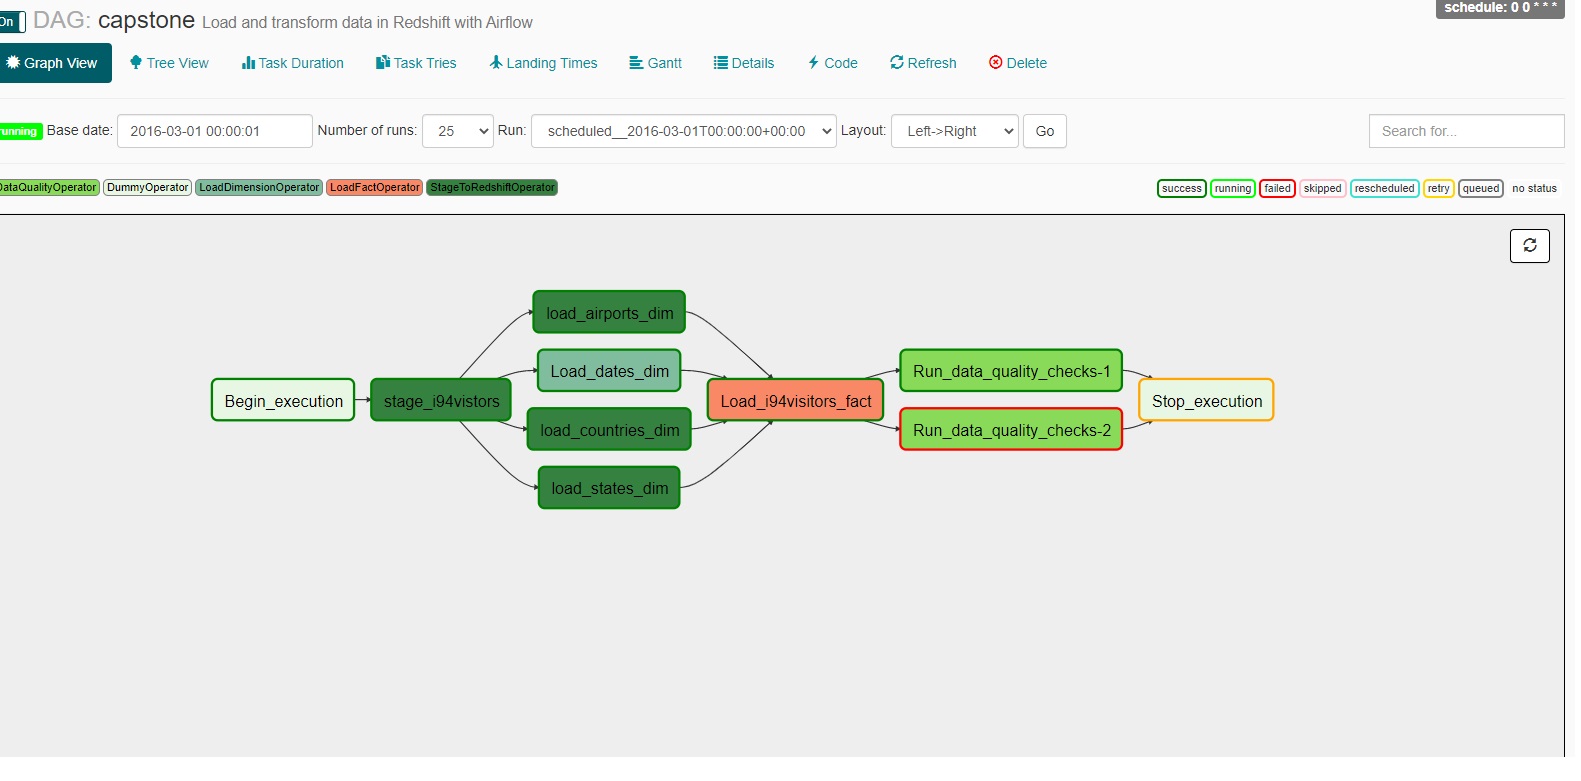 On DAG: capstone Load and transform data in Redshift with Airflow schedule: 0 0 * * *
Graph View Tree View Task Duration Task Tries Landing Times Gantt Details Code Refresh Delete
running Base date: 2016-03-01 00:00:01 Number of runs: 25 Run: scheduled__2016-03-01T00:00:00+00:00 Layout: Left->Right Go Search for...
DataQualityOperator DummyOperator LoadDimensionOperator LoadFactOperator StageToRedshiftOperator success running failed skipped rescheduled retry queued no status
load_airports_dim
Load_dates_dim Run_data_quality_checks-1
Begin_execution stage_i94vistors Load_i94visitors_fact Stop_execution
load_countries_dim Run_data_quality_checks-2
load_states_dim